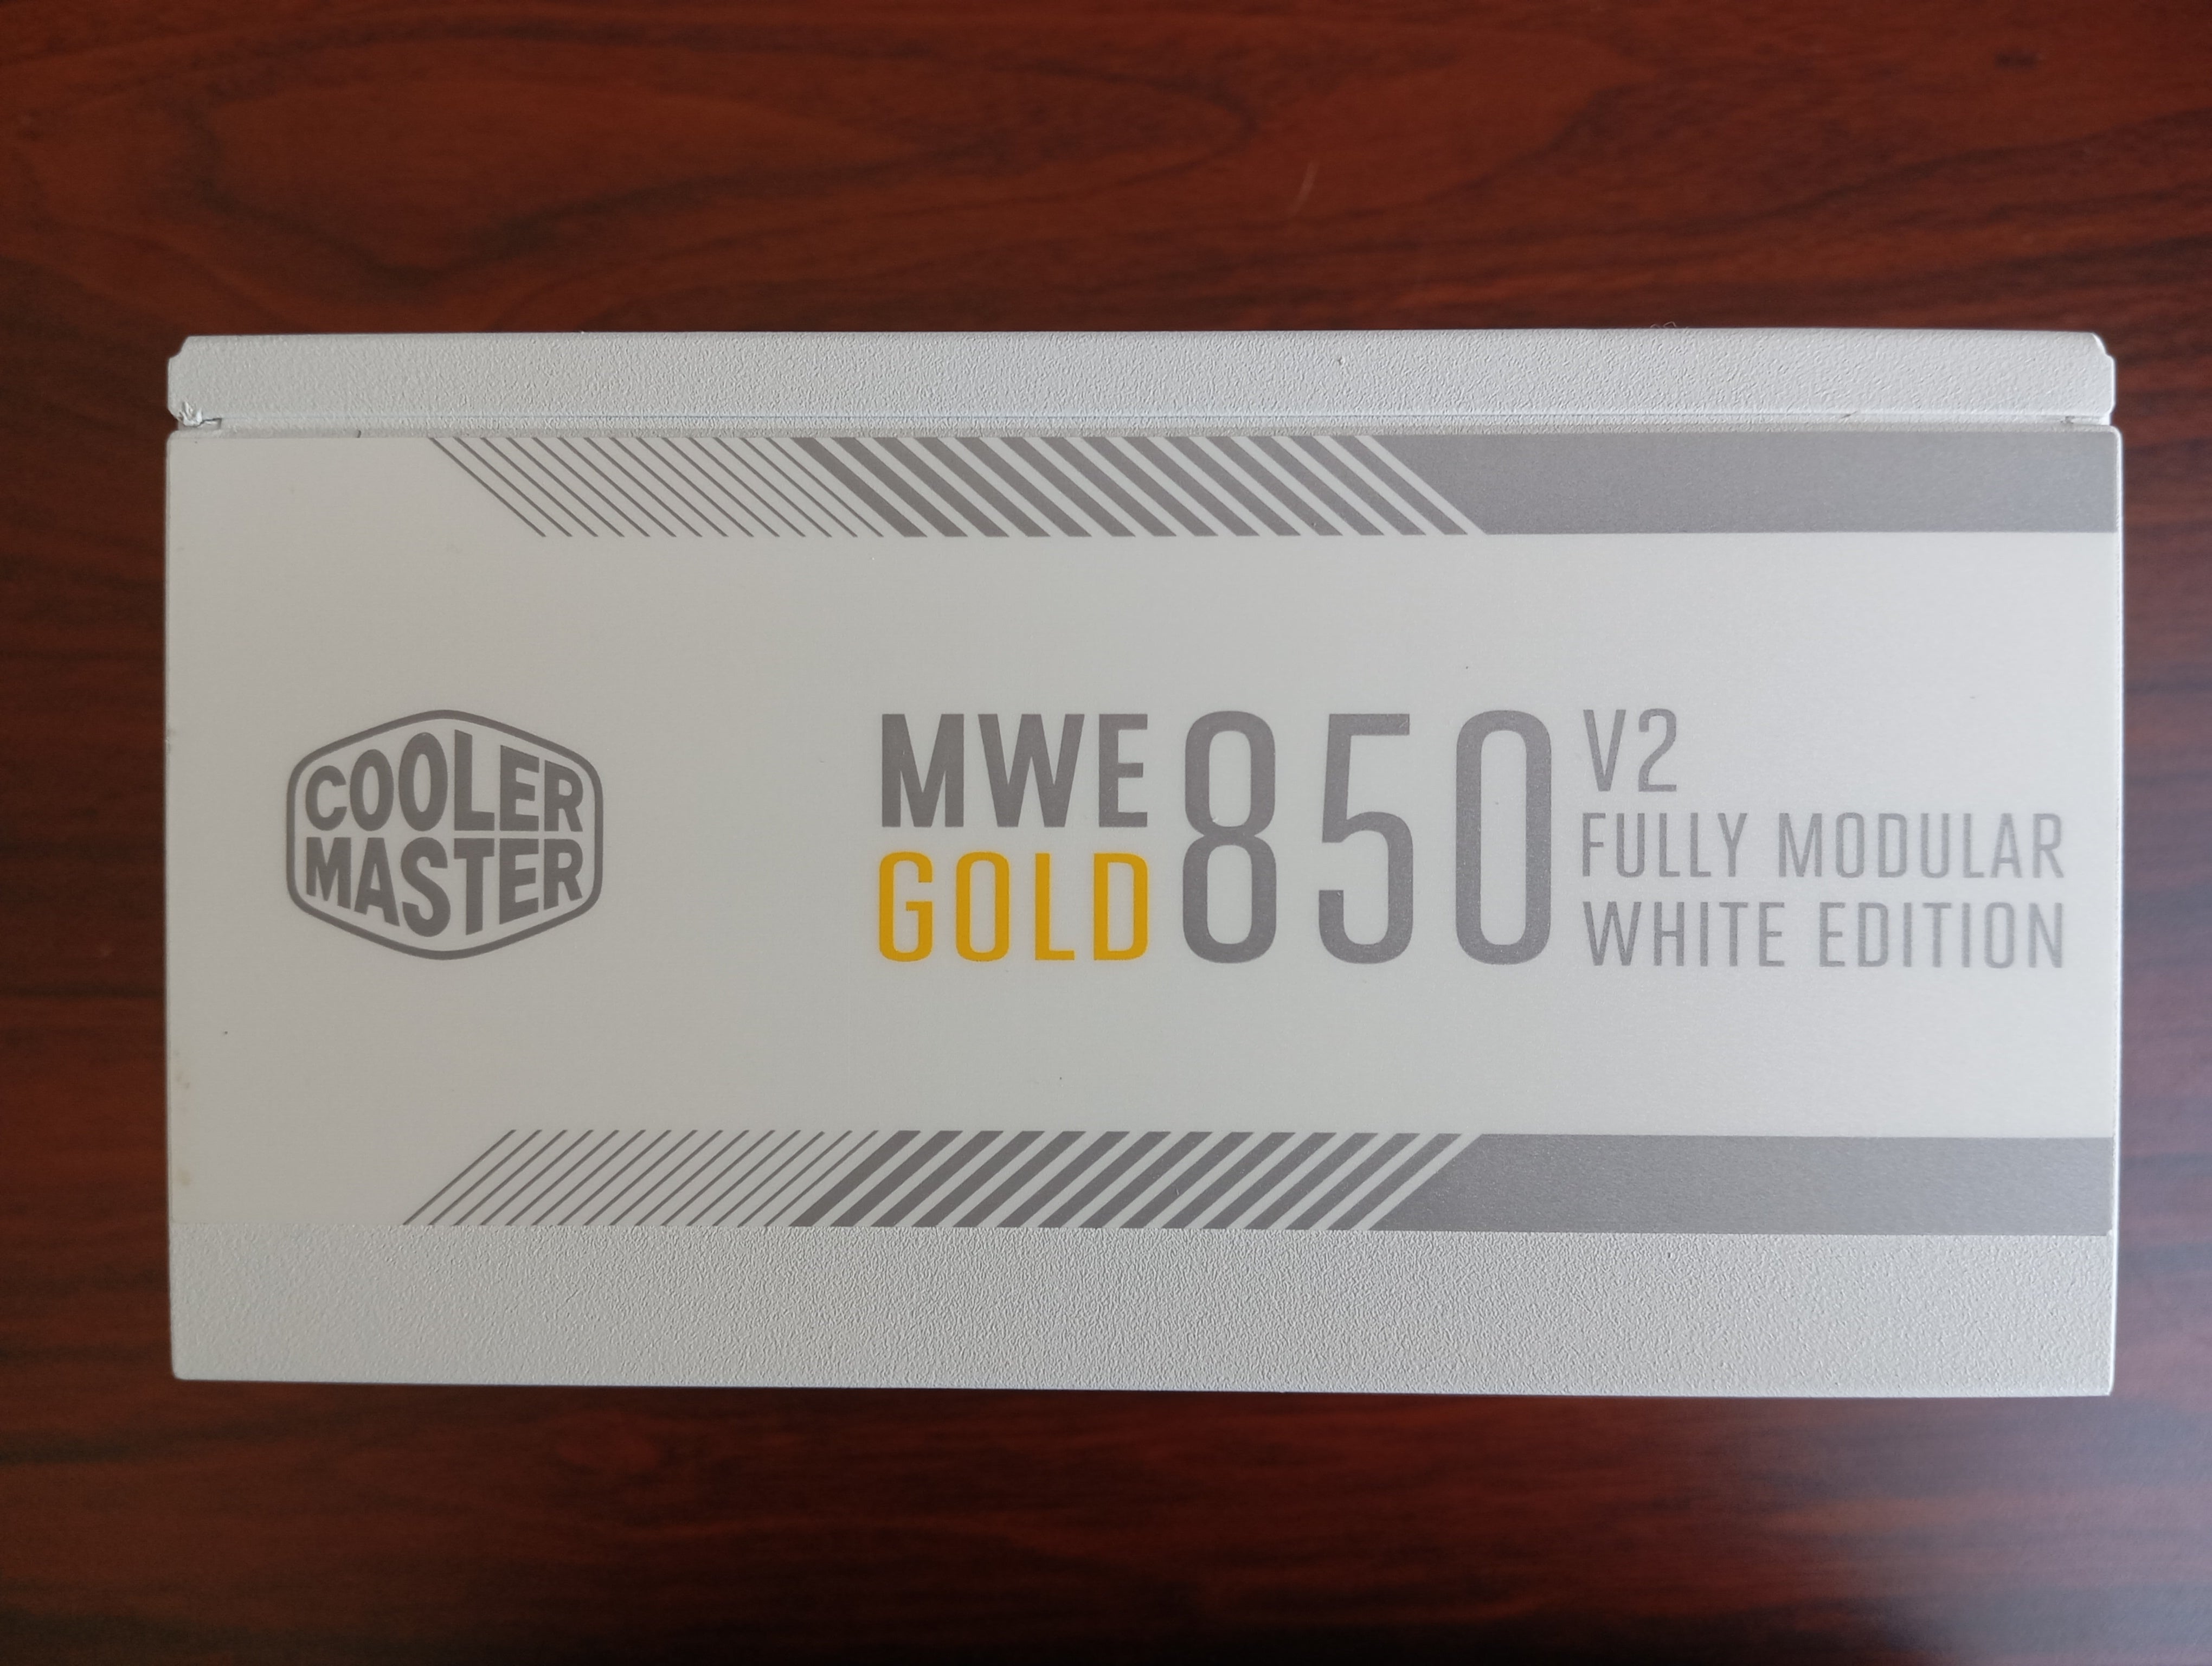 COOLER
MASTER
MWE
GOLD
850
V2
FULLY MODULAR
WHITE EDITION